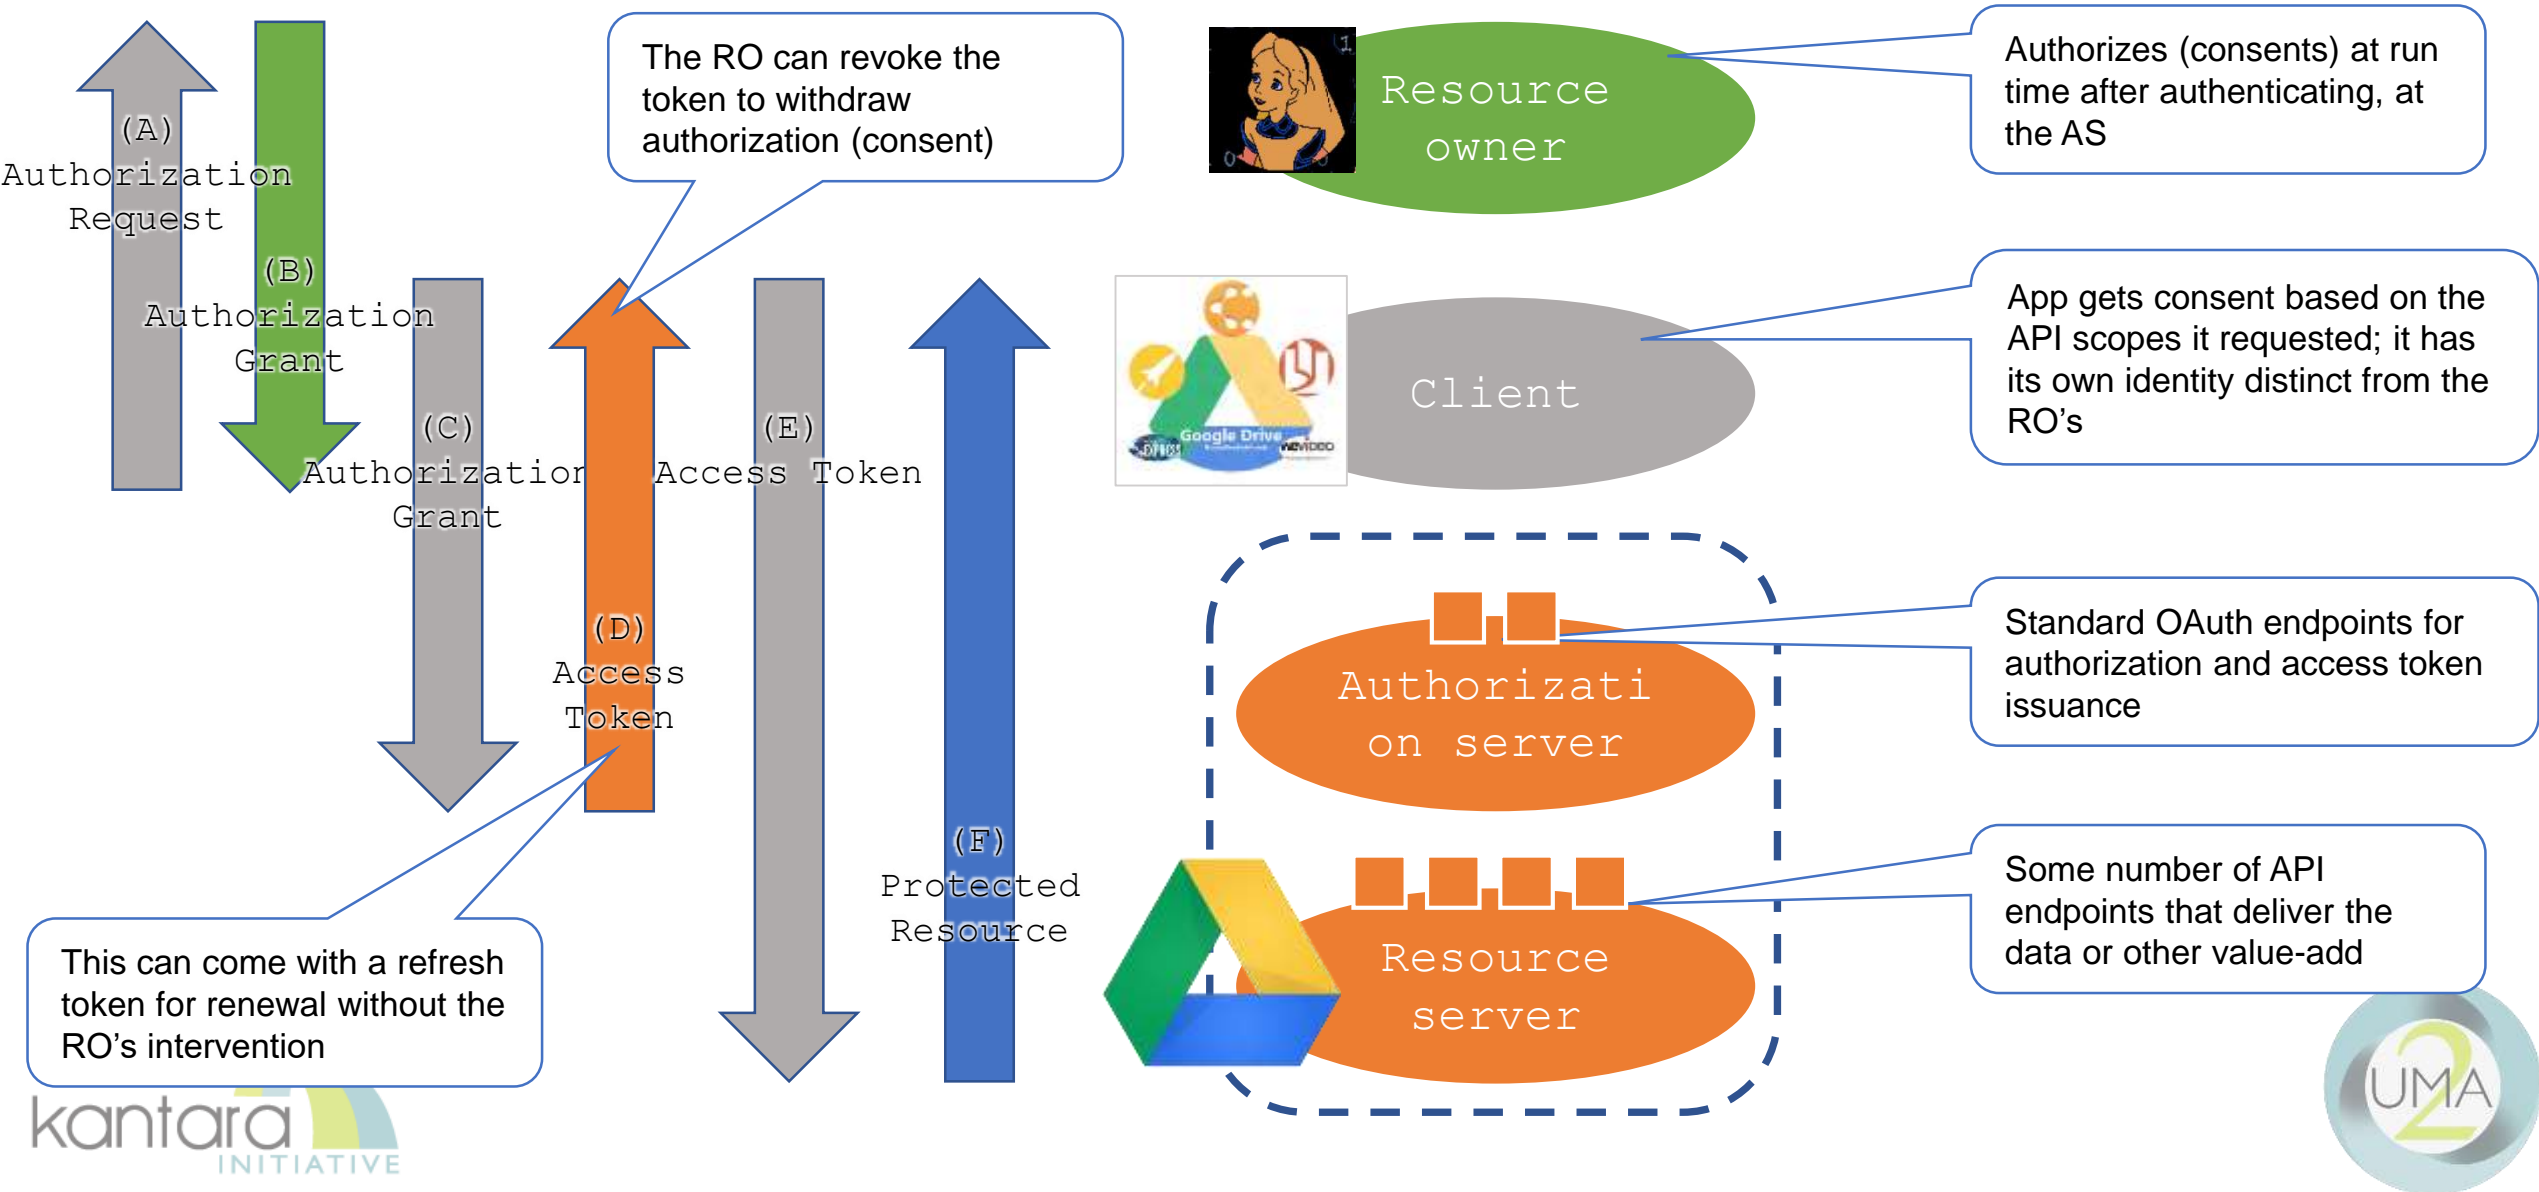 (A)
Authorization
Request
(B)
Authorization
Grant
(C)
Authorization
Grant
(D)
Access
Token
(E)
Access Token
(F)
Protected
Resource
The RO can revoke the
token to withdraw
authorization (consent)
This can come with a refresh
token for renewal without the
RO's intervention
1
0
Resource
owner
Authorizes (consents) at run
time after authenticating, at
the AS
Google Drive
WEVIDEO
Client
App gets consent based on the
API scopes it requested; it has
its own identity distinct from the
RO’s
Authorizati
on server
Standard OAuth endpoints for
authorization and access token
issuance
Resource
server
Some number of API
endpoints that deliver the
data or other value-add
kantara
INITIATIVE
UMA
2